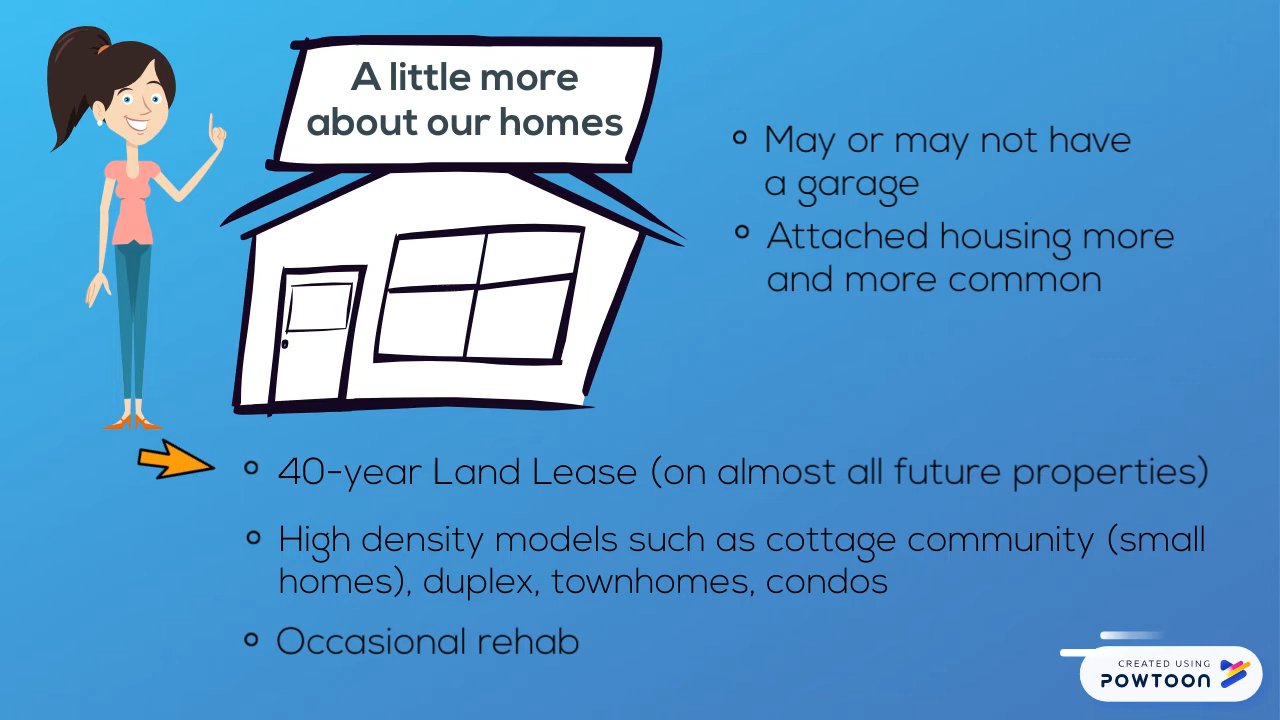 A little more
about our homes
May or may not have
a garage
Attached housing more
and more common
40-year Land Lease (on almost all future properties)
High density models such as cottage community (small
homes), duplex, townhomes, condos
Occasional rehab
CREATED USING
POWTOON